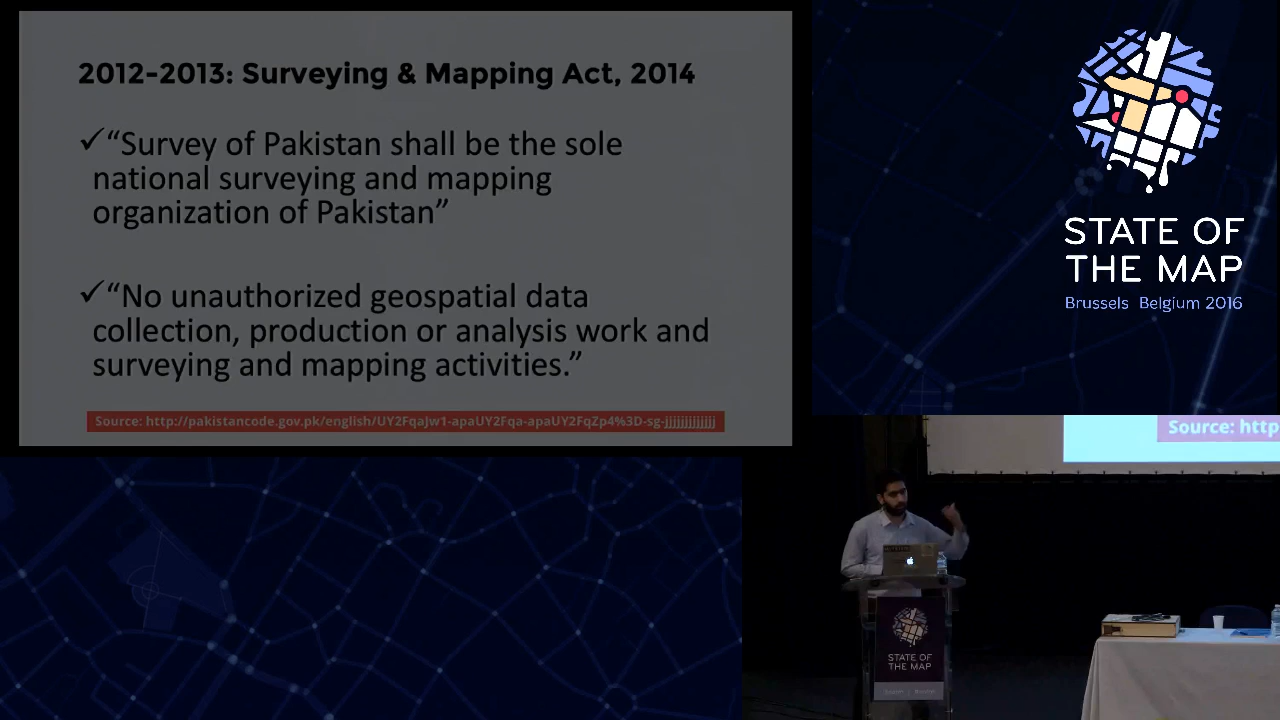 2012-2013: Surveying & Mapping Act, 2014
✓“Survey of Pakistan shall be the sole
national surveying and mapping
organization of Pakistan”
✓“No unauthorized geospatial data
collection, production or analysis work and
surveying and mapping activities.”
Source: http://pakistancode.gov.pk/english/UY2FqaJw1-apaUY2Fqa-apaUY2FqZp4%3D-sg-jjjjjjjjjjjjj
STATE OF
THE MAP
Brussels Belgium 2016
Source: http
STATE OF
THE MAP